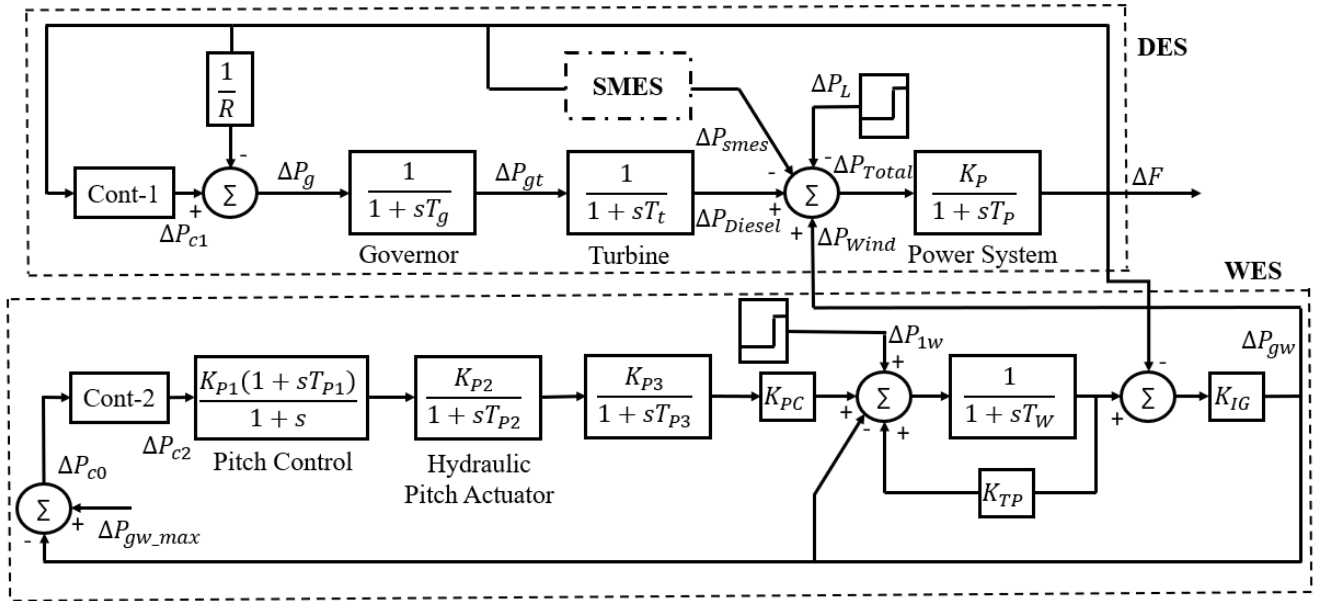 DES
1
R
SMES
ΔP_L
-
ΔP_smes
-
ΔP_Total
Cont-1
+
Σ
ΔP_g
1
1 + sT_g
ΔP_gt
1
1 + sT_t
-
+
Σ
K_P
1 + sT_P
ΔF
ΔP_c1
ΔP_Diesel
+
ΔP_Wind
Governor
Turbine
Power System
WES
ΔP_1w
+
-
ΔP_gw
Cont-2
K_P1(1 + sT_P1)
1 + s
K_P2
1 + sT_P2
K_P3
1 + sT_P3
K_PC
+
Σ
1
1 + sT_W
+
Σ
K_IG
ΔP_c2
-
+
Pitch Control
Hydraulic
Pitch Actuator
ΔP_c0
K_TP
Σ
+
ΔP_gw_max
-